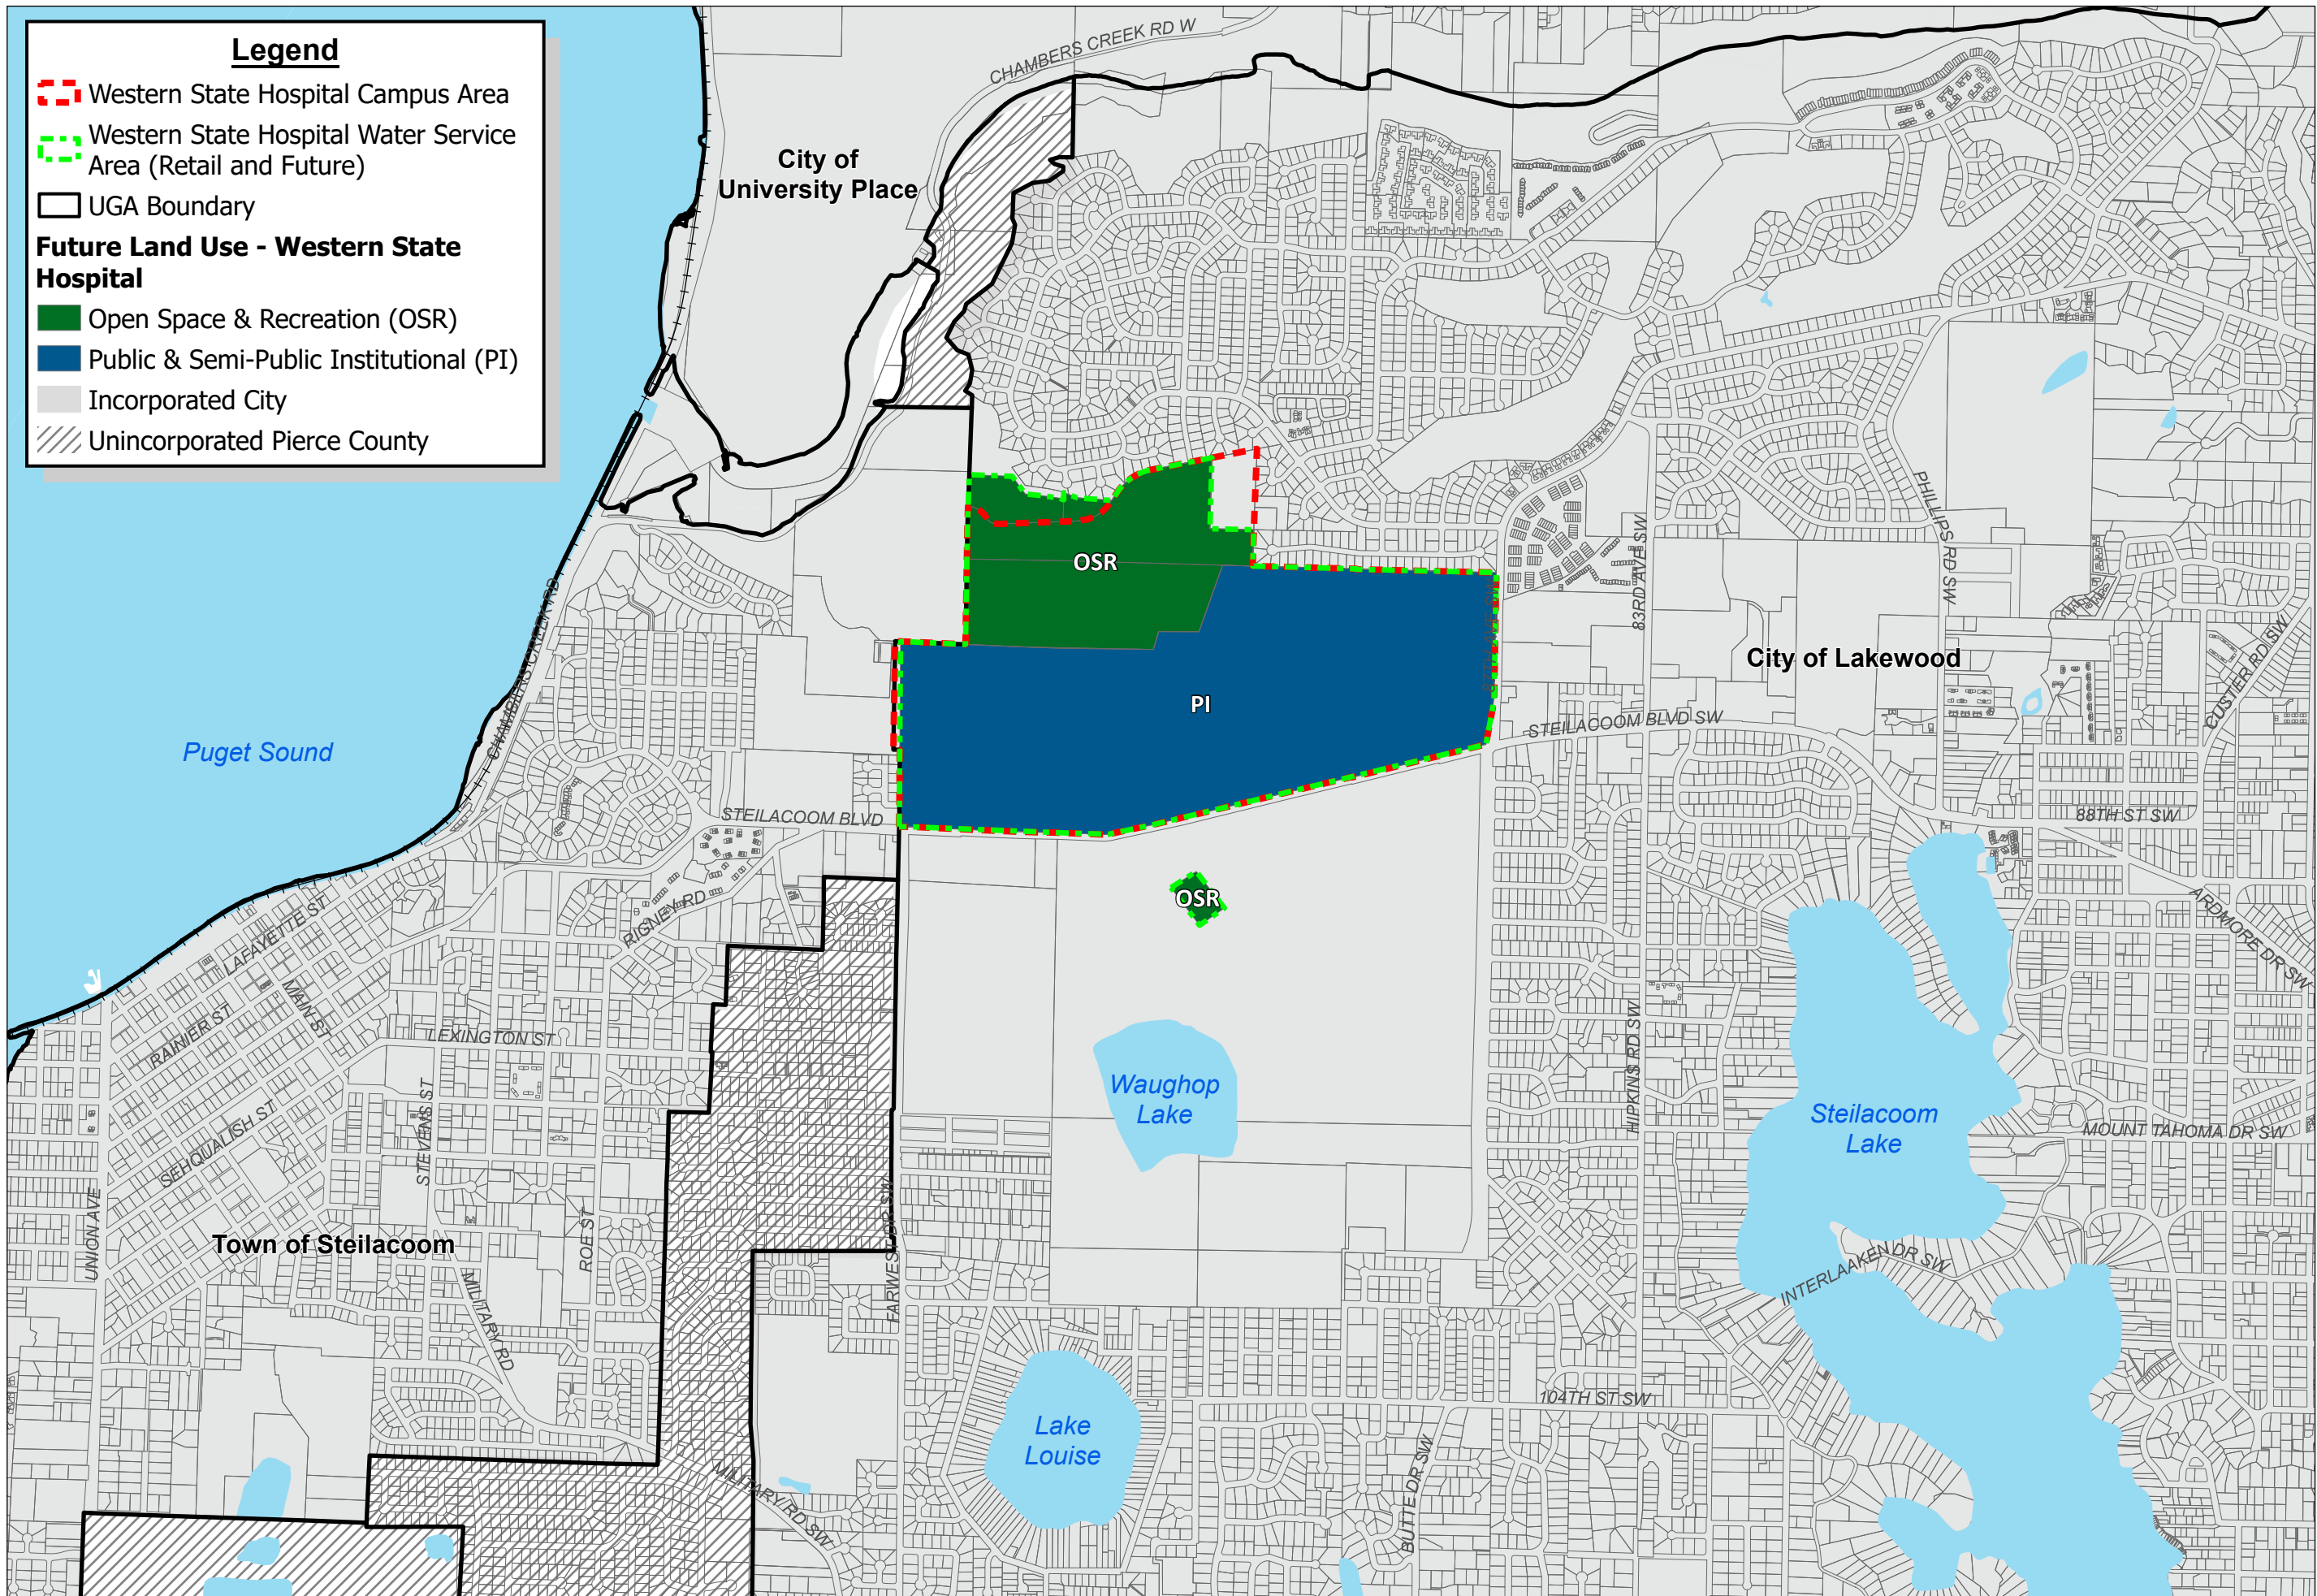 Legend
Western State Hospital Campus Area
Western State Hospital Water Service
Area (Retail and Future)
UGA Boundary
Future Land Use - Western State
Hospital
Open Space & Recreation (OSR)
Public & Semi-Public Institutional (PI)
Incorporated City
Unincorporated Pierce County
CHAMBERS CREEK RD W
City of
University Place
OSR
PHILLIPS RD SW
83RD AVE SW
CHAMBERS CREEK RD
City of Lakewood
CUSTER RD SW
PI
STEILACOOM BLVD SW
Puget Sound
STEILACOOM BLVD
88TH ST SW
OSR
RIGNEY RD
LAFAYETTE ST
ARDMORE DR SW
MAIN ST
RAINIER ST
LEXINGTON ST
HIPKINS RD SW
Waughop
Lake
Steilacoom
Lake
STEVENS ST
SEHQUALISH ST
MOUNT TAHOMA DR SW
UNION AVE
Town of Steilacoom
ROE ST
FARWEST DR SW
INTERLAAKEN DR SW
MILITARY RD
104TH ST SW
Lake
Louise
BUTTE DR SW
MILITARY RD SW